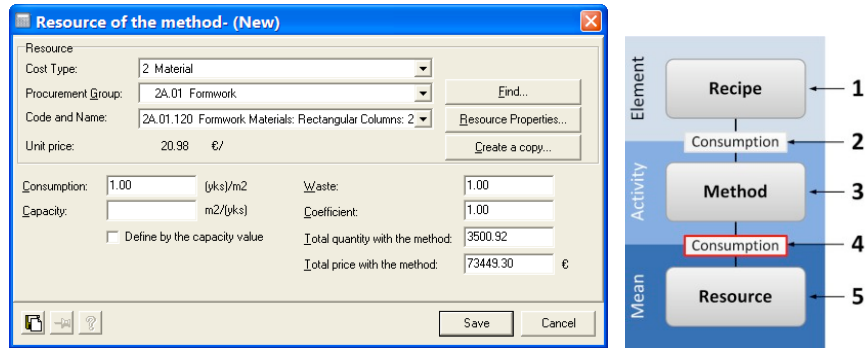 Resource of the method- (New)
Resource
Cost Type: 2 Material
Procurement Group: 2A.01 Formwork Find...
Code and Name: 2A.01.120 Formwork Materials: Rectangular Columns: 2 Resource Properties...
Unit price: 20.98 €/ Create a copy...
Consumption: 1.00 (yks)/m2 Waste: 1.00
Capacity: m2/(yks) Coefficient: 1.00
Define by the capacity value Total quantity with the method: 3500.92
Total price with the method: 73449.30 €
Save Cancel
Element
Recipe 1
Consumption 2
Activity
Method 3
Consumption 4
Mean
Resource 5